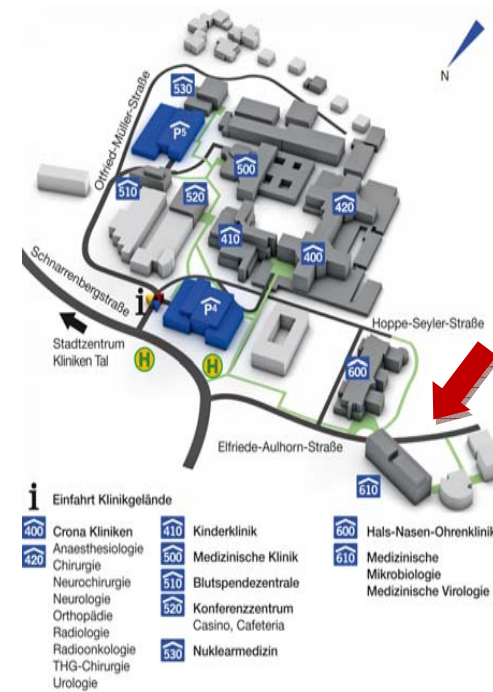 N
530
P5
Otfried-Müller-Straße
500
510
520
420
410
400
Schnarrenbergstraße
i
P4
Hoppe-Seyler-Straße
Stadtzentrum
Kliniken Tal
H
H
600
Elfriede-Aulhorn-Straße
610
i Einfahrt Klinikgelände
400 Crona Kliniken
420 Anaesthesiologie
Chirurgie
Neurochirurgie
Neurologie
Orthopädie
Radiologie
Radioonkologie
THG-Chirurgie
Urologie
410 Kinderklinik
500 Medizinische Klinik
510 Blutspendezentrale
520 Konferenzzentrum
Casino, Cafeteria
530 Nuklearmedizin
600 Hals-Nasen-Ohrenklinik
610 Medizinische
Mikrobiologie
Medizinische Virologie